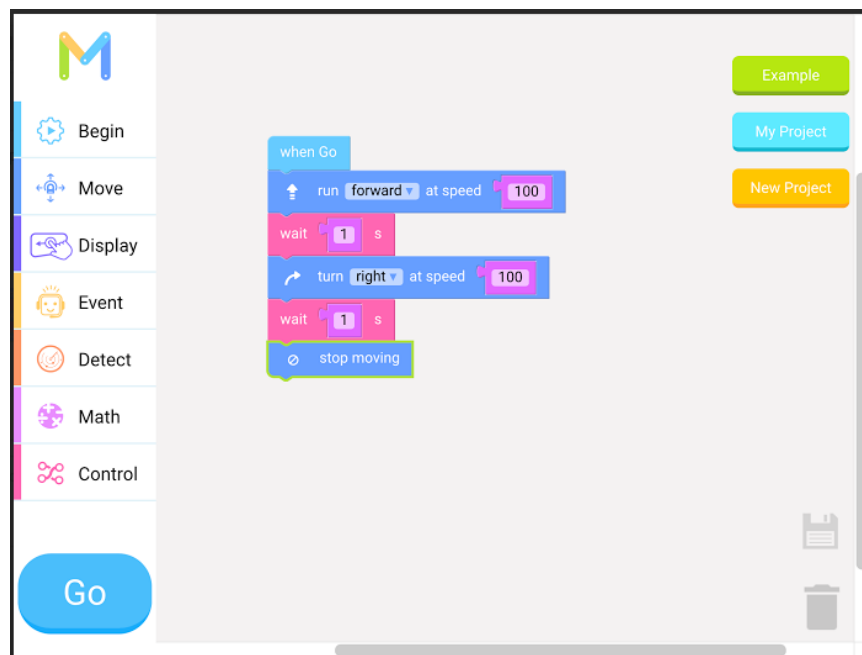 M
Begin
Move
Display
Event
Detect
Math
Control
Go
when Go
run forward at speed 100
wait 1 s
turn right at speed 100
wait 1 s
stop moving
Example
My Project
New Project